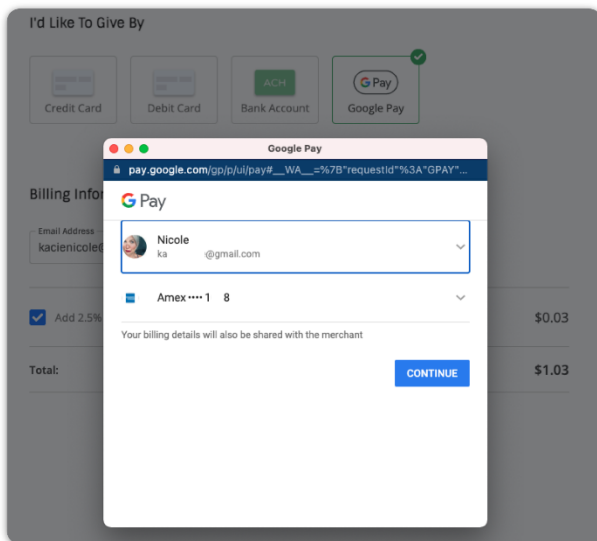 I'd Like To Give By
ACH
G Pay
Credit Card
Debit Card
Bank Account
Google Pay
Google Pay
pay.google.com/gp/p/ui/pay#__WA__=%7B"requestId"%3A"GPAY"...
G Pay
Billing Infor
Email Address
kacienicole@
Nicole
ka @gmail.com
Amex •••• 1 8
Your billing details will also be shared with the merchant
CONTINUE
Add 2.5%
$0.03
Total:
$1.03